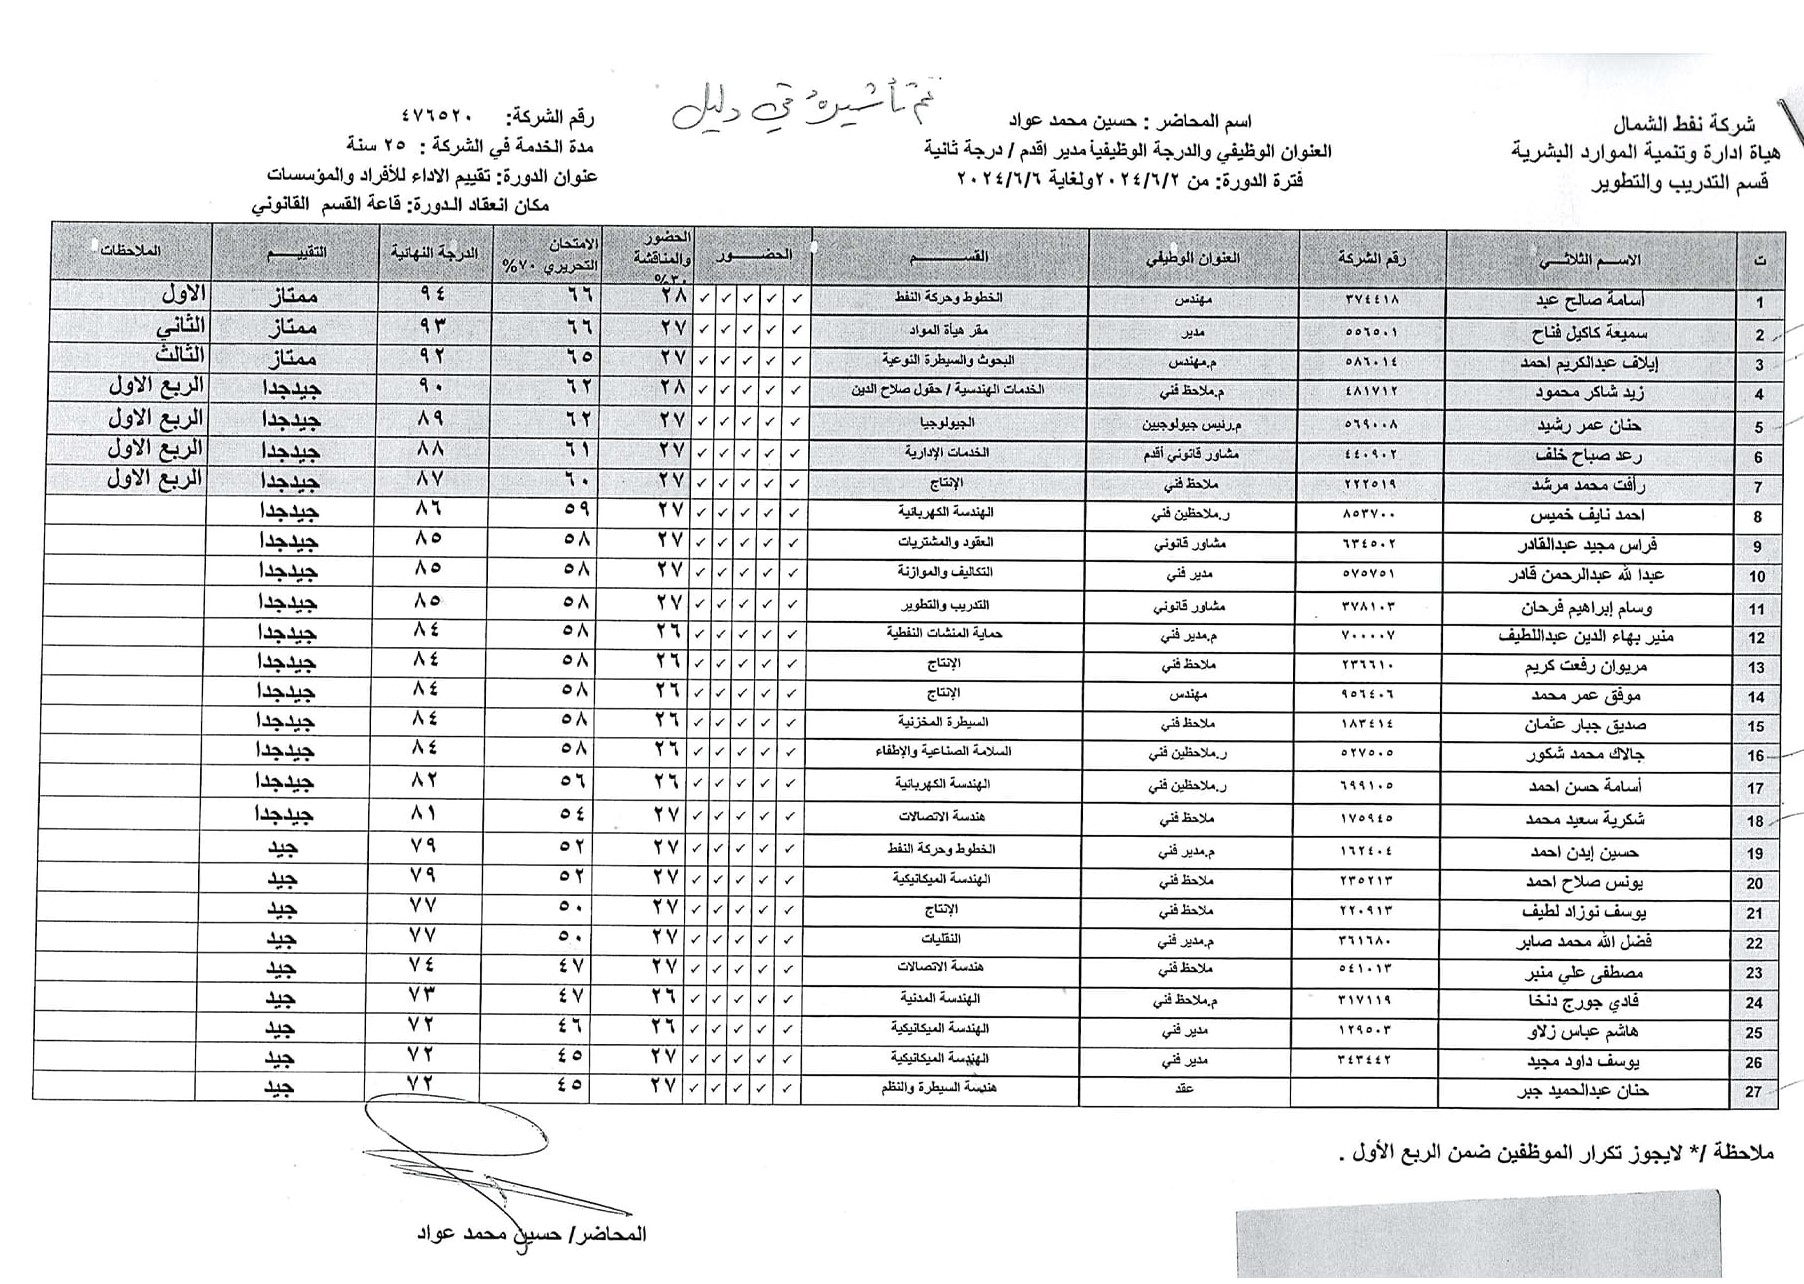 تم تأشيره في دليل
شركة نفط الشمال
هيأة ادارة وتنمية الموارد البشرية
قسم التدريب والتطوير
اسم المحاضر : حسين محمد عواد
العنوان الوظيفي والدرجة الوظيفيأ مدير اقدم / درجة ثانية
فترة الدورة: من ٢٠٢٤/٦/٢ ولغاية ٢٠٢٤/٦/٦
رقم الشركة: ٤٧٦٥٢٠
مدة الخدمة في الشركة : ٢٥ سنة
عنوان الدورة: تقييم الاداء للأفراد والمؤسسات
مكان انعقاد الدورة: قاعة القسم القانوني
ت الاسم الثلاثي رقم الشركة العنوان الوظيفي القسم الحضور الحضور والمناقشة ٣٠% الامتحان التحريري ٧٠% الدرجة النهائية التقييم الملاحظات
1 أسامة صالح عبد ٣٧٤٤١٨ مهندس الخطوط وحركة النفط ✓ ✓ ✓ ✓ ✓ ٢٨ ٦٦ ٩٤ ممتاز الاول
2 سميعة كاكيل فتاح ٥٥٦٥٠١ مدير مقر هيأة المواد ✓ ✓ ✓ ✓ ✓ ٢٧ ٦٦ ٩٣ ممتاز الثاني
3 إيلاف عبدالكريم احمد ٥٨٦٠١٤ م.مهندس البحوث والسيطرة النوعية ✓ ✓ ✓ ✓ ✓ ٢٧ ٦٥ ٩٢ ممتاز الثالث
4 زيد شاكر محمود ٤٨١٧١٢ م.ملاحظ فني الخدمات الهندسية / حقول صلاح الدين ✓ ✓ ✓ ✓ ✓ ٢٨ ٦٢ ٩٠ جيدجدا الربع الاول
5 حنان عمر رشيد ٥٦٩٠٠٨ م.رئيس جيولوجيين الجيولوجيا ✓ ✓ ✓ ✓ ✓ ٢٧ ٦٢ ٨٩ جيدجدا الربع الاول
6 رعد صباح خلف ٤٤٠٩٠٢ مشاور قانوني أقدم الخدمات الإدارية ✓ ✓ ✓ ✓ ✓ ٢٧ ٦١ ٨٨ جيدجدا الربع الاول
7 رأفت محمد مرشد ٢٢٢٥١٩ ملاحظ فني الإنتاج ✓ ✓ ✓ ✓ ✓ ٢٧ ٦٠ ٨٧ جيدجدا الربع الاول
8 احمد نايف خميس ٨٥٣٧٠٠ ر.ملاحظين فني الهندسة الكهربائية ✓ ✓ ✓ ✓ ✓ ٢٧ ٥٩ ٨٦ جيدجدا
9 فراس مجيد عبدالقادر ٦٣٤٥٠٢ مشاور قانوني العقود والمشتريات ✓ ✓ ✓ ✓ ✓ ٢٧ ٥٨ ٨٥ جيدجدا
10 عبدا لله عبدالرحمن قادر ٥٧٥٧٥١ مدير فني التكاليف والموازنة ✓ ✓ ✓ ✓ ✓ ٢٧ ٥٨ ٨٥ جيدجدا
11 وسام إبراهيم فرحان ٣٧٨١٠٣ مشاور قانوني التدريب والتطوير ✓ ✓ ✓ ✓ ✓ ٢٧ ٥٨ ٨٥ جيدجدا
12 منير بهاء الدين عبداللطيف ٧٠٠٠٠٧ م.مدير فني حماية المنشات النفطية ✓ ✓ ✓ ✓ ✓ ٢٦ ٥٨ ٨٤ جيدجدا
13 مريوان رفعت كريم ٢٣٦٦١٠ ملاحظ فني الإنتاج ✓ ✓ ✓ ✓ ✓ ٢٦ ٥٨ ٨٤ جيدجدا
14 موفق عمر محمد ٩٥٦٤٠٦ مهندس الإنتاج ✓ ✓ ✓ ✓ ✓ ٢٦ ٥٨ ٨٤ جيدجدا
15 صديق جبار عثمان ١٨٣٤١٤ ملاحظ فني السيطرة المخزنية ✓ ✓ ✓ ✓ ✓ ٢٦ ٥٨ ٨٤ جيدجدا
16 جالاك محمد شكور ٥٢٧٥٠٥ ر.ملاحظين فني السلامة الصناعية والإطفاء ✓ ✓ ✓ ✓ ✓ ٢٦ ٥٨ ٨٤ جيدجدا
17 أسامة حسن احمد ٦٩٩١٠٥ ر.ملاحظين فني الهندسة الكهربائية ✓ ✓ ✓ ✓ ✓ ٢٦ ٥٦ ٨٢ جيدجدا
18 شكرية سعيد محمد ١٧٥٩٤٥ ملاحظ فني هندسة الاتصالات ✓ ✓ ✓ ✓ ✓ ٢٧ ٥٤ ٨١ جيدجدا
19 حسين إيدن احمد ١٦٢٤٠٤ م.مدير فني الخطوط وحركة النفط ✓ ✓ ✓ ✓ ✓ ٢٧ ٥٢ ٧٩ جيد
20 يونس صلاح احمد ٢٣٥٢١٣ ملاحظ فني الهندسة الميكانيكية ✓ ✓ ✓ ✓ ✓ ٢٧ ٥٢ ٧٩ جيد
21 يوسف نوزاد لطيف ٢٢٠٩١٣ ملاحظ فني الإنتاج ✓ ✓ ✓ ✓ ✓ ٢٧ ٥٠ ٧٧ جيد
22 فضل الله محمد صابر ٣٦١٦٨٠ م.مدير فني النقليات ✓ ✓ ✓ ✓ ✓ ٢٧ ٥٠ ٧٧ جيد
23 مصطفى علي منبر ٥٤١٠١٣ ملاحظ فني هندسة الاتصالات ✓ ✓ ✓ ✓ ✓ ٢٧ ٤٧ ٧٤ جيد
24 فادي جورج دنخا ٣١٧١١٩ م.ملاحظ فني الهندسة المدنية ✓ ✓ ✓ ✓ ✓ ٢٦ ٤٧ ٧٣ جيد
25 هاشم عباس زلاو ١٢٩٥٠٣ مدير فني الهندسة الميكانيكية ✓ ✓ ✓ ✓ ✓ ٢٦ ٤٦ ٧٢ جيد
26 يوسف داود مجيد ٣٤٣٤٤٢ مدير فني الهندسة الميكانيكية ✓ ✓ ✓ ✓ ✓ ٢٧ ٤٥ ٧٢ جيد
27 حنان عبدالحميد جبر عقد هندسة السيطرة والنظم ✓ ✓ ✓ ✓ ✓ ٢٧ ٤٥ ٧٢ جيد
ملاحظة /* لايجوز تكرار الموظفين ضمن الربع الأول .
المحاضر/ حسين محمد عواد